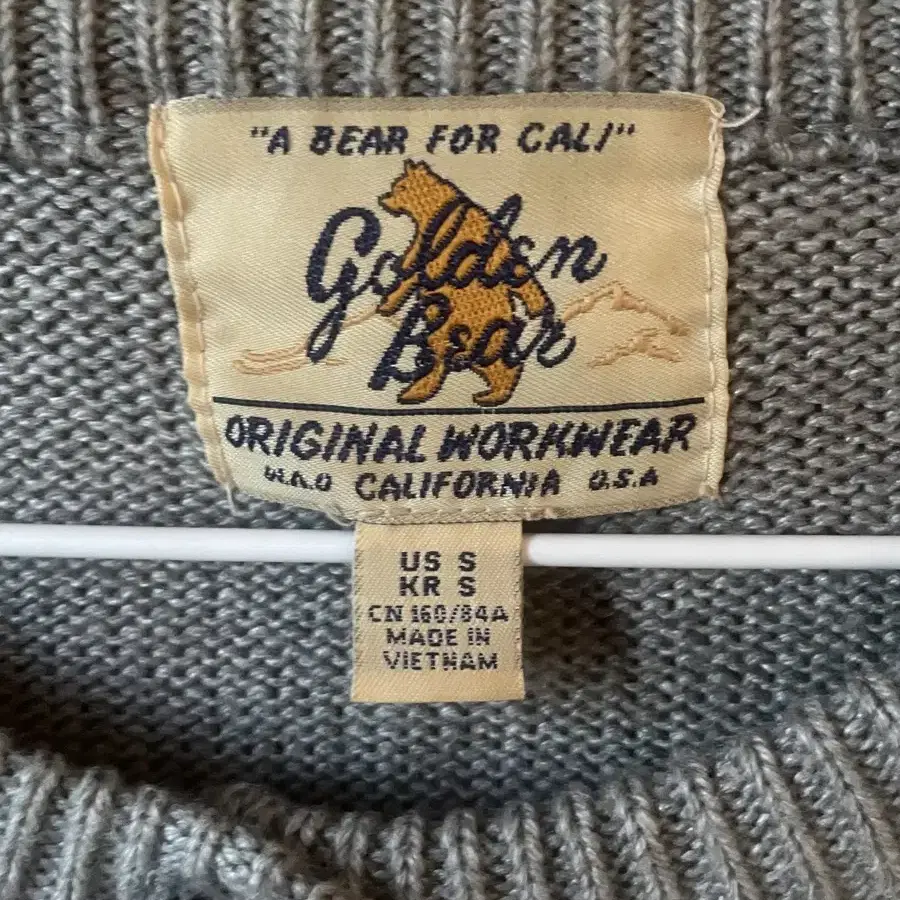 "A BEAR FOR CALI"
Golden
Bear
ORIGINAL WORKWEAR
CALIFORNIA U.S.A
US S
KR S
CN 160/84A
MADE IN
VIETNAM